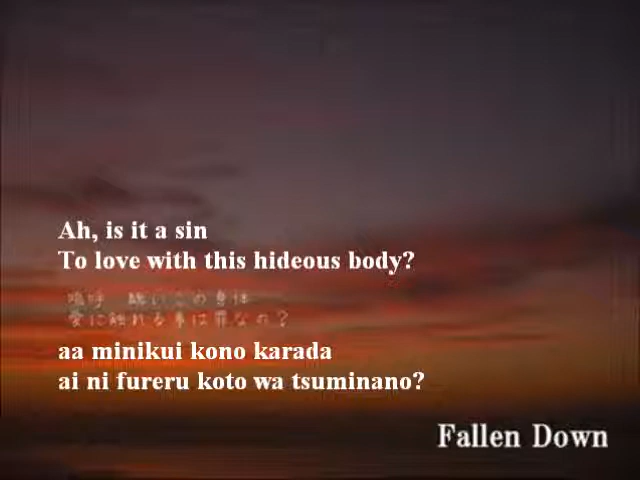 Ah, is it a sin
To love with this hideous body?
嗚呼 醜いこの身体
愛に触れる事は罪なの？
aa minikui kono karada
ai ni fureru koto wa tsuminano?
Fallen Down